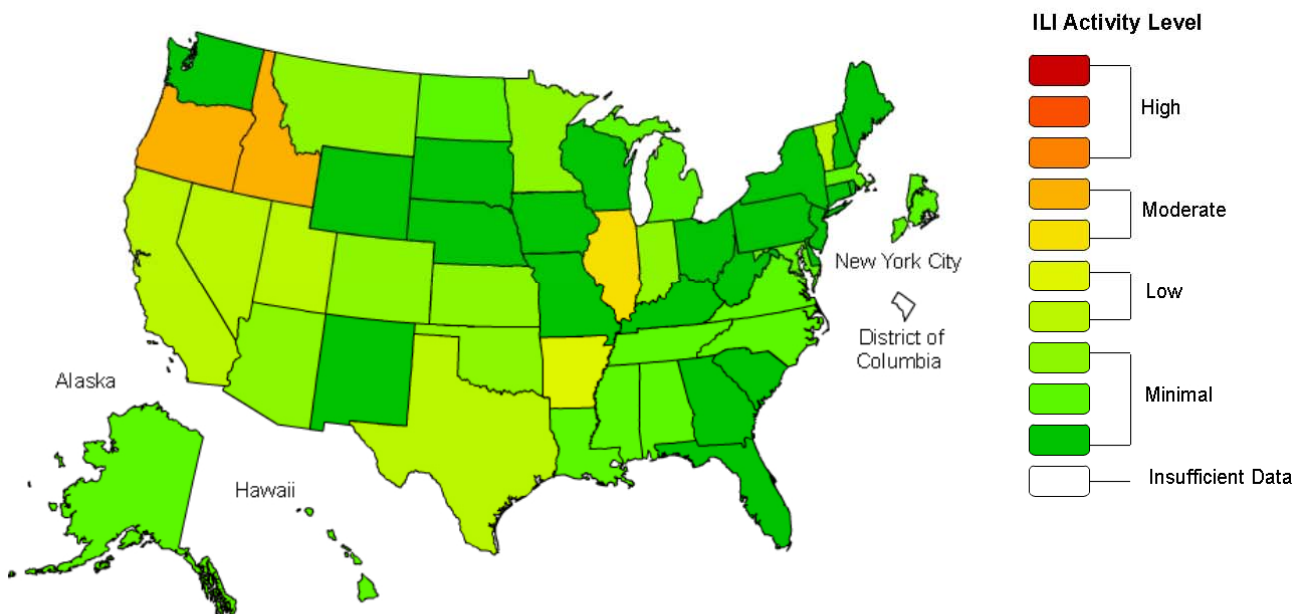 ILI Activity Level
High
Moderate
Low
Minimal
Insufficient Data
New York City
District of
Columbia
Alaska
Hawaii